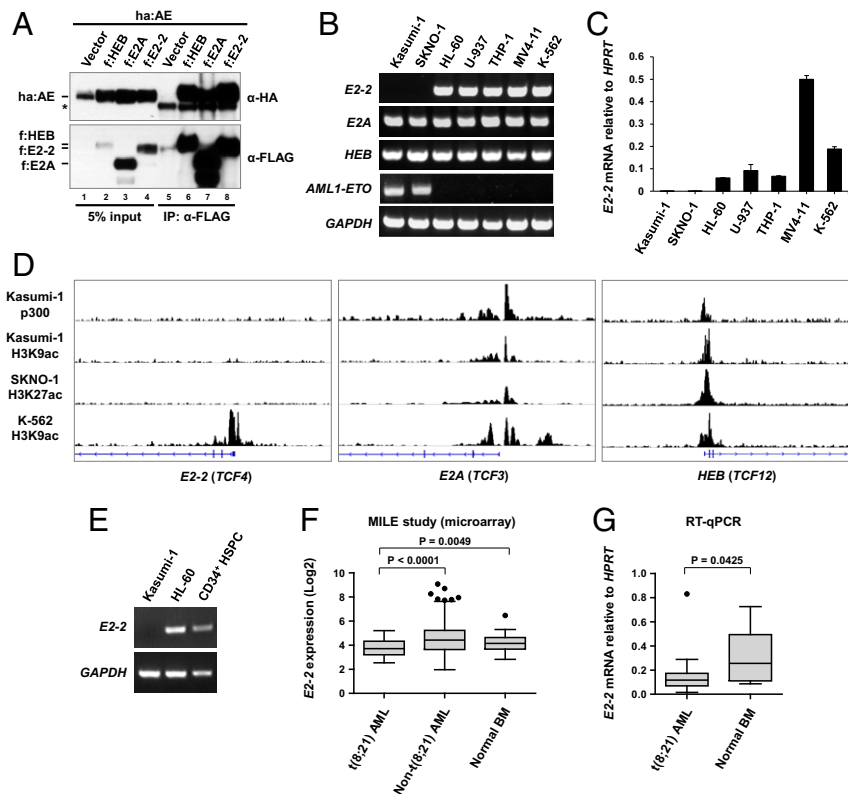 A
ha:AE
Vector
f:HEB
f:E2A
f:E2-2
Vector
f:HEB
f:E2A
f:E2-2
ha:AE
*
α-HA
f:HEB
f:E2-2
f:E2A
α-FLAG
1 2 3 4 5 6 7 8
5% input
IP: α-FLAG
B
Kasumi-1
SKNO-1
HL-60
U-937
THP-1
MV4-11
K-562
E2-2
E2A
HEB
AML1-ETO
GAPDH
C
E2-2 mRNA relative to HPRT
0.6
0.5
0.4
0.3
0.2
0.1
0
Kasumi-1
SKNO-1
HL-60
U-937
THP-1
MV4-11
K-562
D
Kasumi-1
p300
Kasumi-1
H3K9ac
SKNO-1
H3K27ac
K-562
H3K9ac
E2-2 (TCF4)
E2A (TCF3)
HEB (TCF12)
E
Kasumi-1
HL-60
CD34+ HSPC
E2-2
GAPDH
F
MILE study (microarray)
P = 0.0049
P < 0.0001
E2-2 expression (Log2)
10
8
6
4
2
0
t(8;21) AML
Non-t(8;21) AML
Normal BM
G
RT-qPCR
P = 0.0425
E2-2 mRNA relative to HPRT
1.0
0.8
0.6
0.4
0.2
0.0
t(8;21) AML
Normal BM